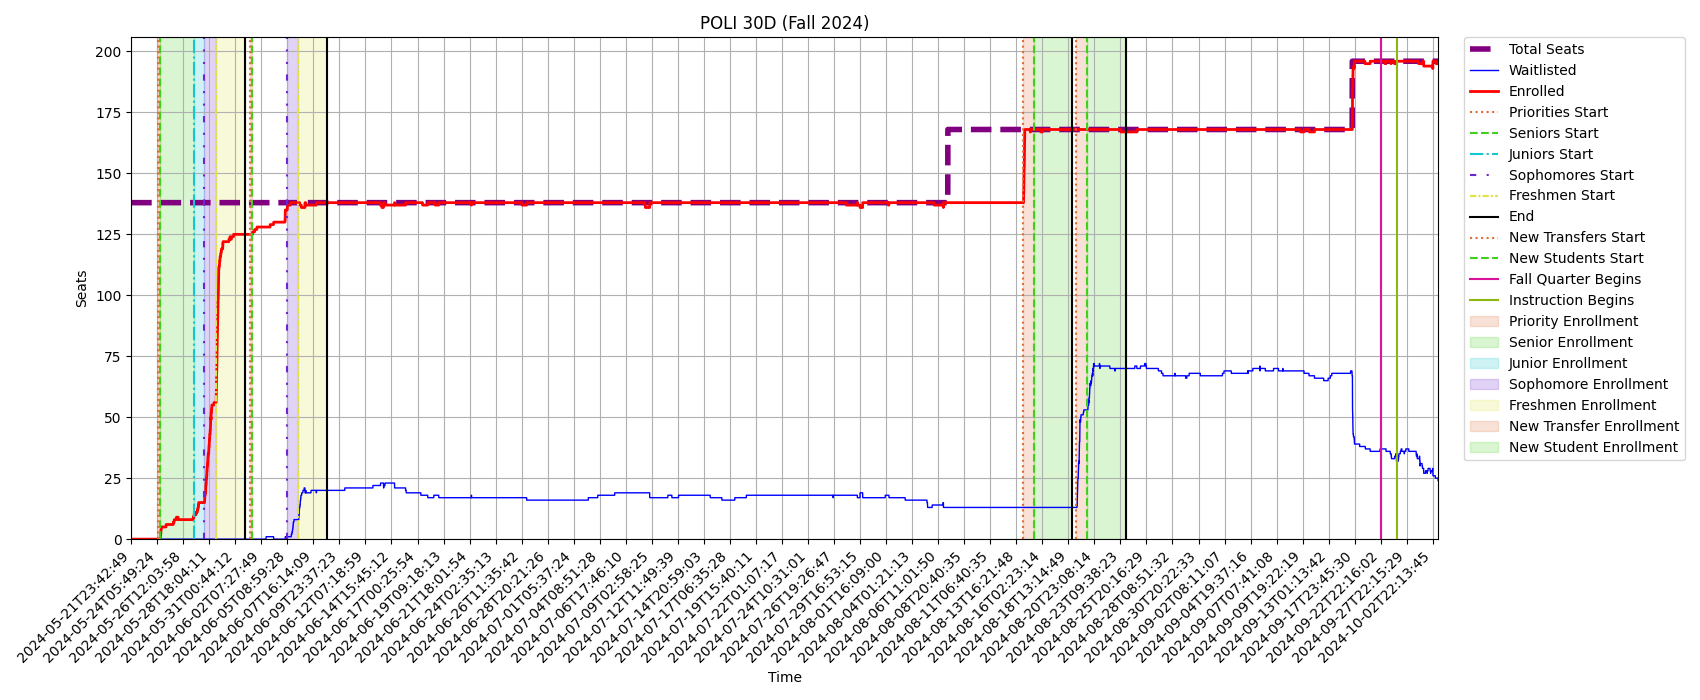 POLI 30D (Fall 2024)
Seats
200
175
150
125
100
75
50
25
0
2024-05-21T23:42:49
2024-05-24T05:49:24
2024-05-26T12:03:58
2024-05-28T18:04:11
2024-05-31T00:44:12
2024-06-02T07:27:49
2024-06-05T08:59:28
2024-06-07T16:14:09
2024-06-09T23:37:23
2024-06-12T07:18:59
2024-06-14T15:45:12
2024-06-17T00:25:54
2024-06-19T09:18:13
2024-06-21T18:01:54
2024-06-24T02:35:13
2024-06-26T11:35:42
2024-06-28T20:21:26
2024-07-01T05:37:24
2024-07-04T08:51:28
2024-07-06T17:46:10
2024-07-09T02:58:25
2024-07-12T11:49:39
2024-07-14T20:59:03
2024-07-17T06:35:28
2024-07-19T15:40:11
2024-07-22T01:07:17
2024-07-24T10:31:01
2024-07-26T19:26:47
2024-07-29T16:53:15
2024-08-01T16:09:00
2024-08-04T01:21:13
2024-08-06T11:01:50
2024-08-08T20:40:35
2024-08-11T06:40:35
2024-08-13T16:21:48
2024-08-16T02:23:14
2024-08-18T13:14:49
2024-08-20T23:08:14
2024-08-23T09:38:23
2024-08-25T20:16:29
2024-08-28T08:51:32
2024-08-30T20:22:33
2024-09-02T08:11:07
2024-09-04T19:37:16
2024-09-07T07:41:08
2024-09-09T19:22:19
2024-09-13T01:13:42
2024-09-17T23:45:30
2024-09-22T22:16:02
2024-09-27T22:15:29
2024-10-02T22:13:45
Time
Total Seats
Waitlisted
Enrolled
Priorities Start
Seniors Start
Juniors Start
Sophomores Start
Freshmen Start
End
New Transfers Start
New Students Start
Fall Quarter Begins
Instruction Begins
Priority Enrollment
Senior Enrollment
Junior Enrollment
Sophomore Enrollment
Freshmen Enrollment
New Transfer Enrollment
New Student Enrollment